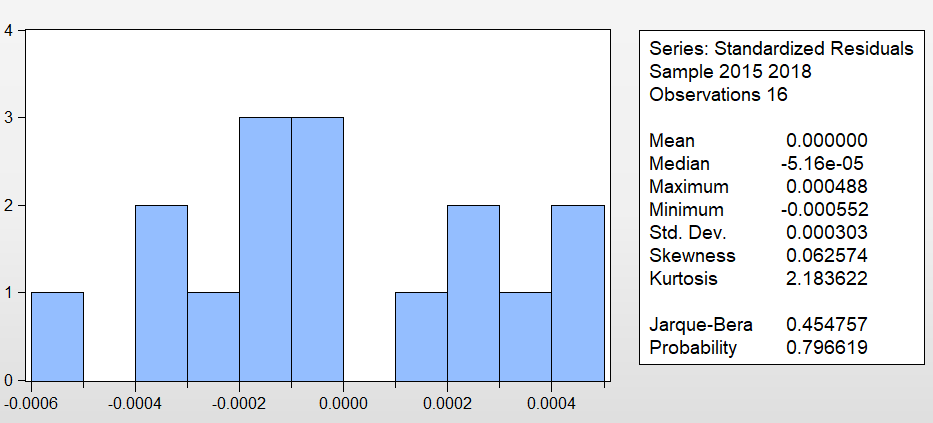 4
3
2
1
0
-0.0006
-0.0004
-0.0002
0.0000
0.0002
0.0004
Series: Standardized Residuals
Sample 2015 2018
Observations 16
Mean 0.000000
Median -5.16e-05
Maximum 0.000488
Minimum -0.000552
Std. Dev. 0.000303
Skewness 0.062574
Kurtosis 2.183622
Jarque-Bera 0.454757
Probability 0.796619